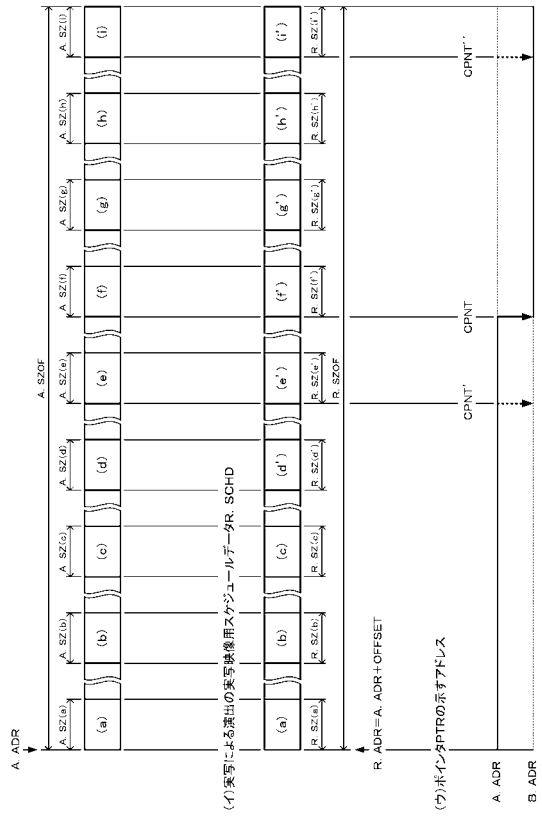 A. ADR
A. SZOF
A. SZ(a) A. SZ(b) A. SZ(c) A. SZ(d) A. SZ(e) A. SZ(f) A. SZ(g) A. SZ(h) A. SZ(i)
(a) (b) (c) (d) (e) (f) (g) (h) (i)
(イ)実写による演出の実写映像用スケジュールデータR. SCHD
(a) (b) (c) (d') (e') (f') (g') (h') (i')
R. SZ(a) R. SZ(b) R. SZ(c) R. SZ(d') R. SZ(e') R. SZ(f') R. SZ(g') R. SZ(h') R. SZ(i')
R. SZOF
R. ADR=A. ADR+OFFSET
(ウ)ポインタPTRの示すアドレス
CPNT' CPNT CPNT''
A. ADR
B. ADR